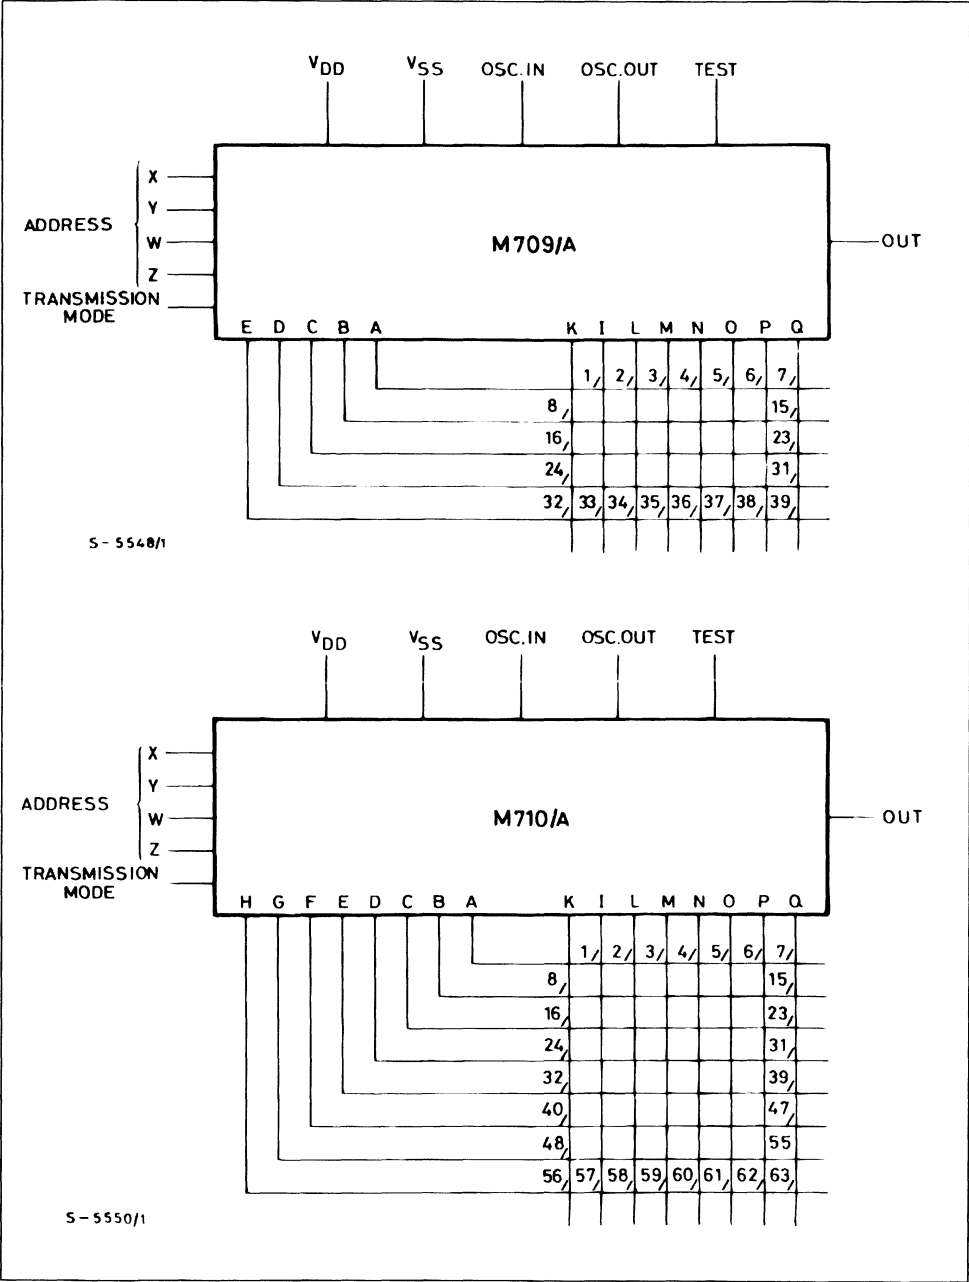 VDD VSS OSC.IN OSC.OUT TEST
X
Y
ADDRESS
W
M709/A
OUT
Z
TRANSMISSION
MODE
E D C B A K I L M N O P Q
1/ 2/ 3/ 4/ 5/ 6/ 7/
8/ 15/
16/ 23/
24/ 31/
32/ 33/ 34/ 35/ 36/ 37/ 38/ 39/
S-5548/1
VDD VSS OSC.IN OSC.OUT TEST
X
Y
ADDRESS
W
M710/A
OUT
Z
TRANSMISSION
MODE
H G F E D C B A K I L M N O P Q
1/ 2/ 3/ 4/ 5/ 6/ 7/
8/ 15/
16/ 23/
24/ 31/
32/ 39/
40/ 47/
48/ 55
56/ 57/ 58/ 59/ 60/ 61/ 62/ 63/
S-5550/1